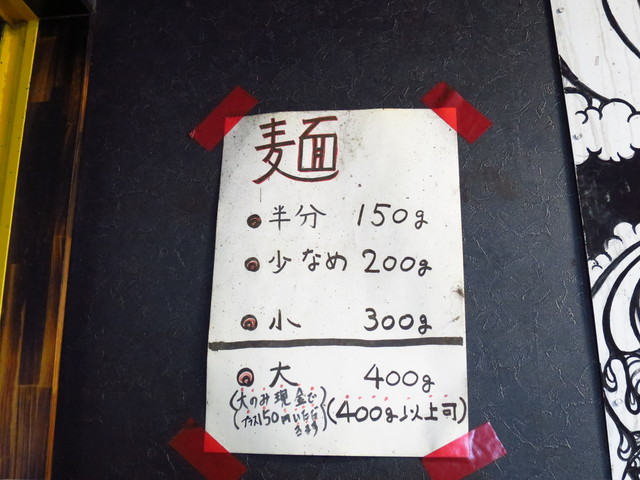 麺
半分 150g
少なめ 200g
小 300g
大 400g
(大のみ現金で
プラス150円いただきます)
(400g以上可)